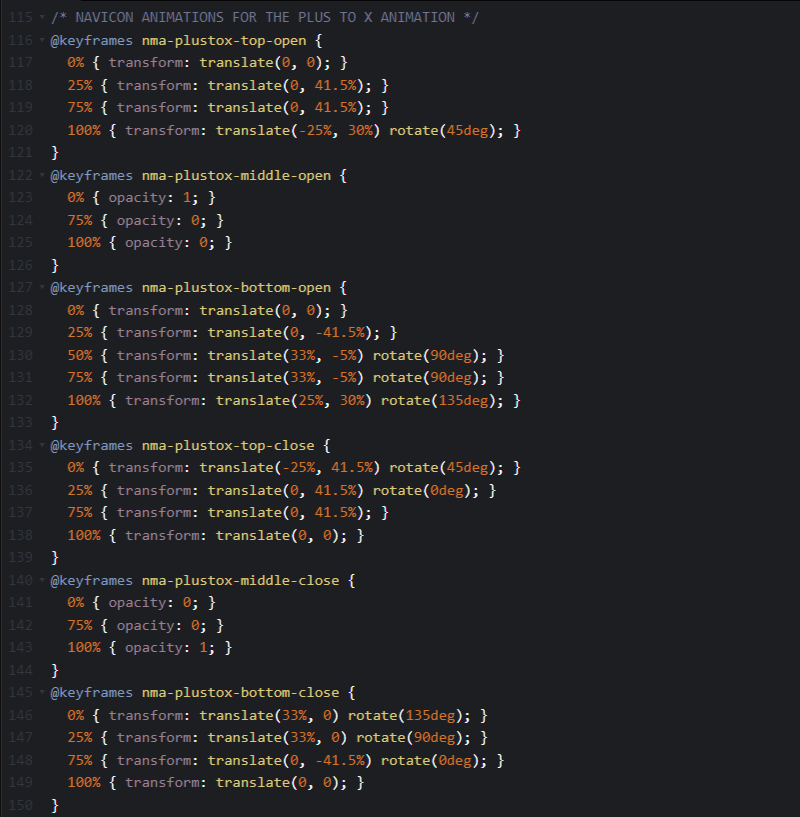 115 /* NAVICON ANIMATIONS FOR THE PLUS TO X ANIMATION */
116 @keyframes nma-plustox-top-open {
117 0% { transform: translate(0, 0); }
118 25% { transform: translate(0, 41.5%); }
119 75% { transform: translate(0, 41.5%); }
120 100% { transform: translate(-25%, 30%) rotate(45deg); }
121 }
122 @keyframes nma-plustox-middle-open {
123 0% { opacity: 1; }
124 75% { opacity: 0; }
125 100% { opacity: 0; }
126 }
127 @keyframes nma-plustox-bottom-open {
128 0% { transform: translate(0, 0); }
129 25% { transform: translate(0, -41.5%); }
130 50% { transform: translate(33%, -5%) rotate(90deg); }
131 75% { transform: translate(33%, -5%) rotate(90deg); }
132 100% { transform: translate(25%, 30%) rotate(135deg); }
133 }
134 @keyframes nma-plustox-top-close {
135 0% { transform: translate(-25%, 41.5%) rotate(45deg); }
136 25% { transform: translate(0, 41.5%) rotate(0deg); }
137 75% { transform: translate(0, 41.5%); }
138 100% { transform: translate(0, 0); }
139 }
140 @keyframes nma-plustox-middle-close {
141 0% { opacity: 0; }
142 75% { opacity: 0; }
143 100% { opacity: 1; }
144 }
145 @keyframes nma-plustox-bottom-close {
146 0% { transform: translate(33%, 0) rotate(135deg); }
147 25% { transform: translate(33%, 0) rotate(90deg); }
148 75% { transform: translate(0, -41.5%) rotate(0deg); }
149 100% { transform: translate(0, 0); }
150 }